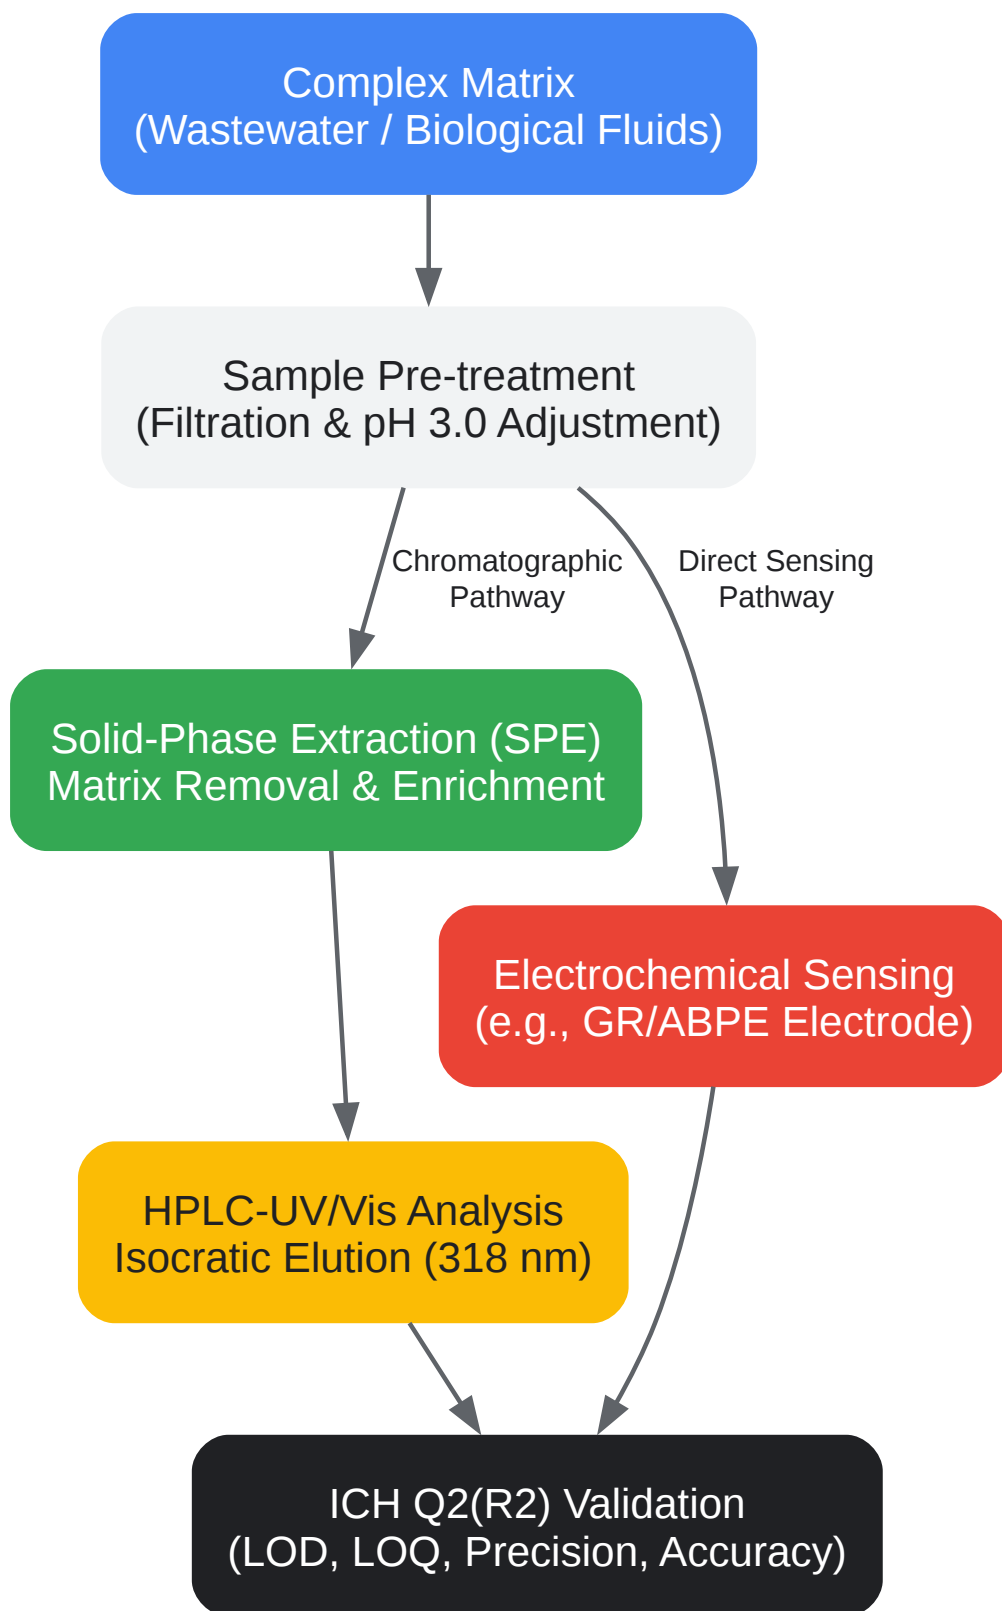 Complex Matrix
(Wastewater / Biological Fluids)
Sample Pre-treatment
(Filtration & pH 3.0 Adjustment)
Chromatographic
Pathway
Direct Sensing
Pathway
Solid-Phase Extraction (SPE)
Matrix Removal & Enrichment
Electrochemical Sensing
(e.g., GR/ABPE Electrode)
HPLC-UV/Vis Analysis
Isocratic Elution (318 nm)
ICH Q2(R2) Validation
(LOD, LOQ, Precision, Accuracy)